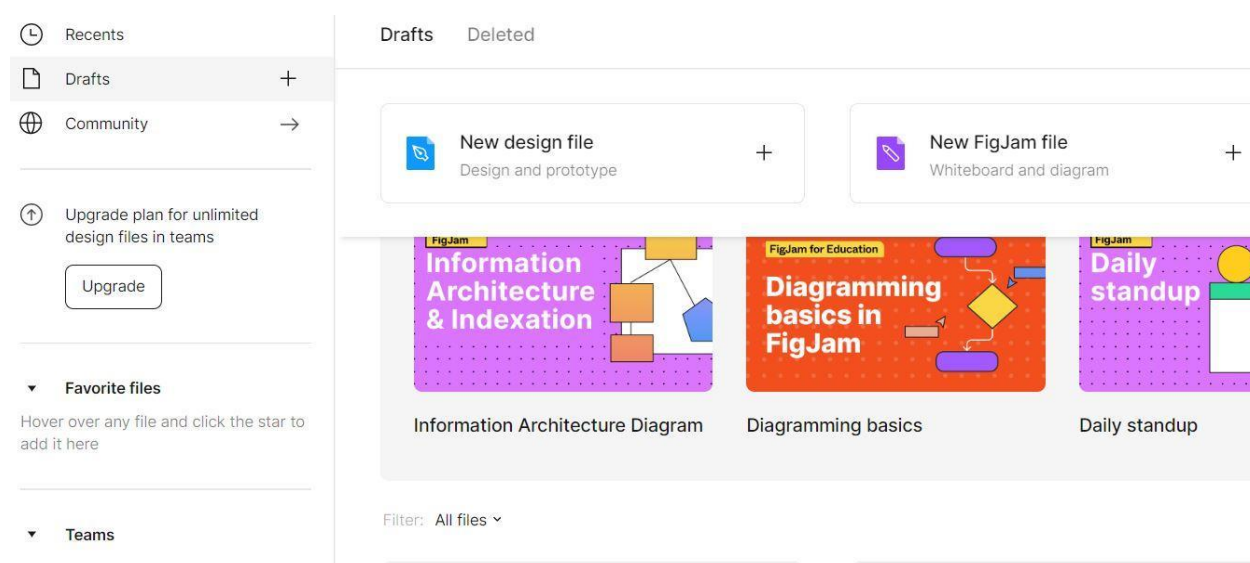 Recents
Drafts
Community
Upgrade plan for unlimited
design files in teams
Upgrade
Favorite files
Hover over any file and click the star to
add it here
Teams
Drafts Deleted
New design file
Design and prototype
New FigJam file
Whiteboard and diagram
FigJam
Information
Architecture
& Indexation
Information Architecture Diagram
FigJam for Education
Diagramming
basics in
FigJam
Diagramming basics
FigJam
Daily
standup
Daily standup
Filter: All files